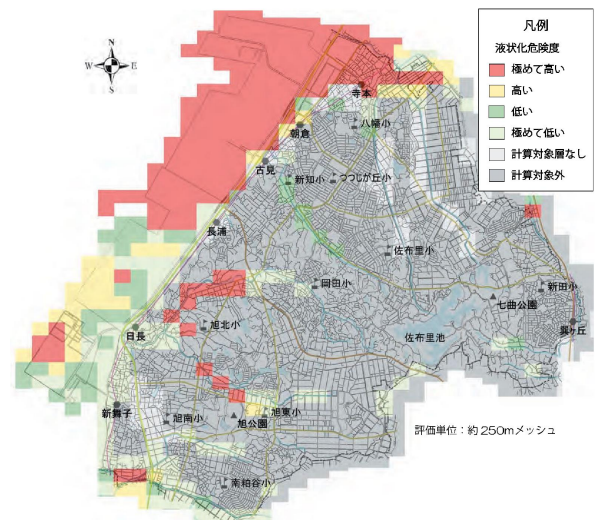 凡例
液状化危険度
極めて高い
高い
低い
極めて低い
計算対象層なし
計算対象外
N
W E
S
寺本
朝倉
八幡小
古見
新知小
つつじが丘小
長浦
佐布里小
岡田小
新田小
七曲公園
日長
旭北小
佐布里池
巽ヶ丘
新舞子
旭南小
旭公園
旭東小
評価単位：約250mメッシュ
南粕谷小